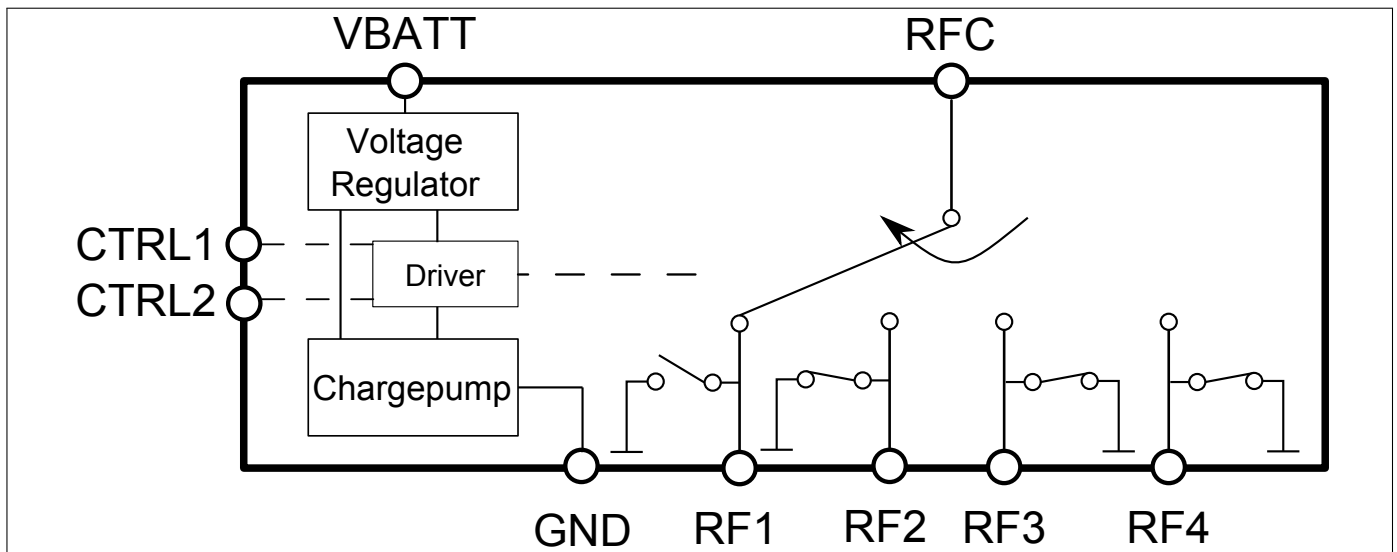 VBATT
RFC
Voltage
Regulator
CTRL1
Driver
CTRL2
Chargepump
GND
RF1
RF2
RF3
RF4